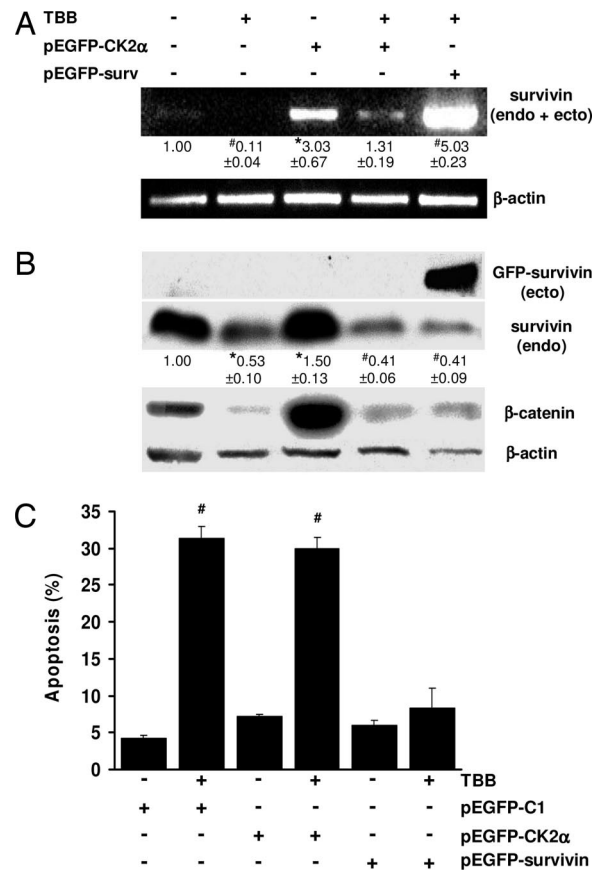 A
TBB - + - + +
pEGFP-CK2α - - + + -
pEGFP-surv - - - - +
survivin
(endo + ecto)
1.00 #0.11 *3.03 1.31 #5.03
±0.04 ±0.67 ±0.19 ±0.23
β-actin
B
GFP-survivin
(ecto)
survivin
(endo)
1.00 *0.53 *1.50 #0.41 #0.41
±0.10 ±0.13 ±0.06 ±0.09
β-catenin
β-actin
C
Apoptosis (%)
35
30
25
20
15
10
5
0
# #
- + - + - + TBB
+ + - - - - pEGFP-C1
- - + + - - pEGFP-CK2α
- - - - + + pEGFP-survivin